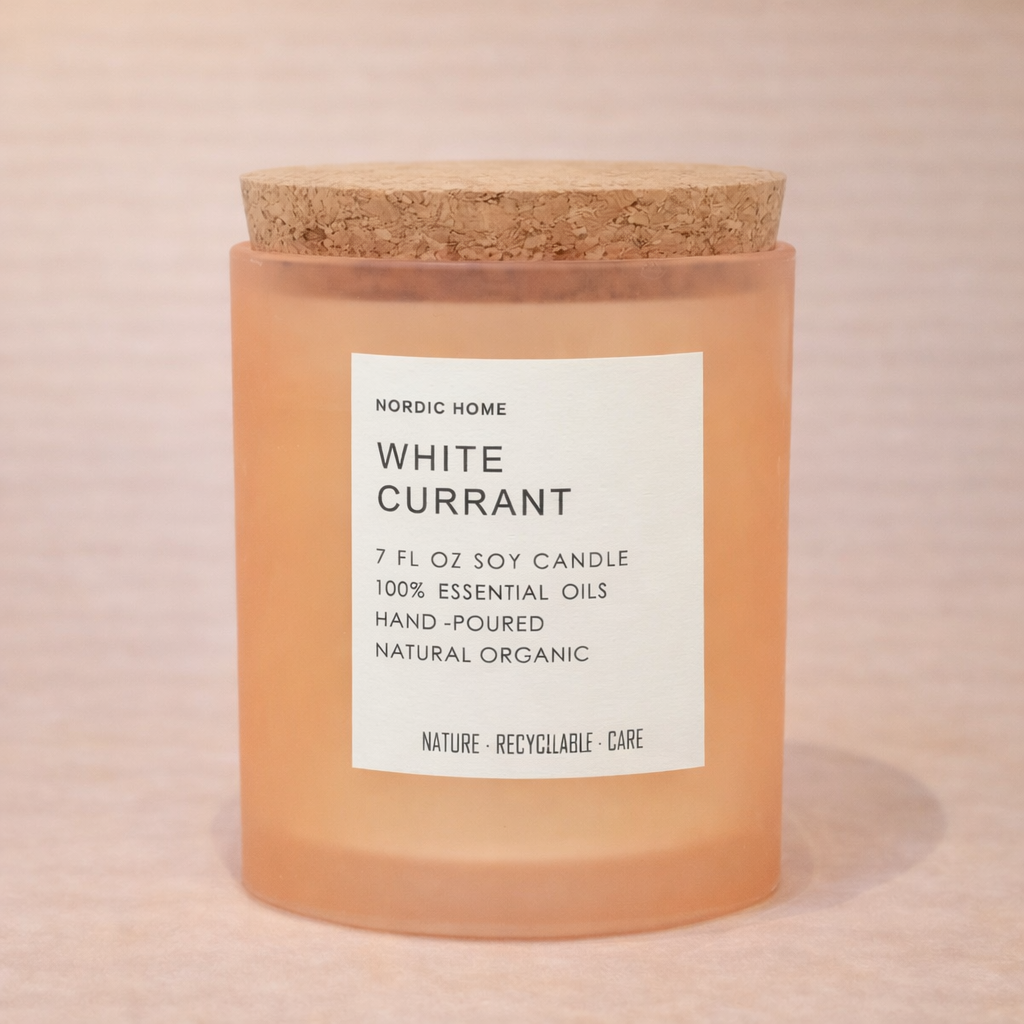 NORDIC HOME
WHITE
CURRANT
7 FL OZ SOY CANDLE
100% ESSENTIAL OILS
HAND -POURED
NATURAL ORGANIC
NATURE · RECYCLLABLE · CARE